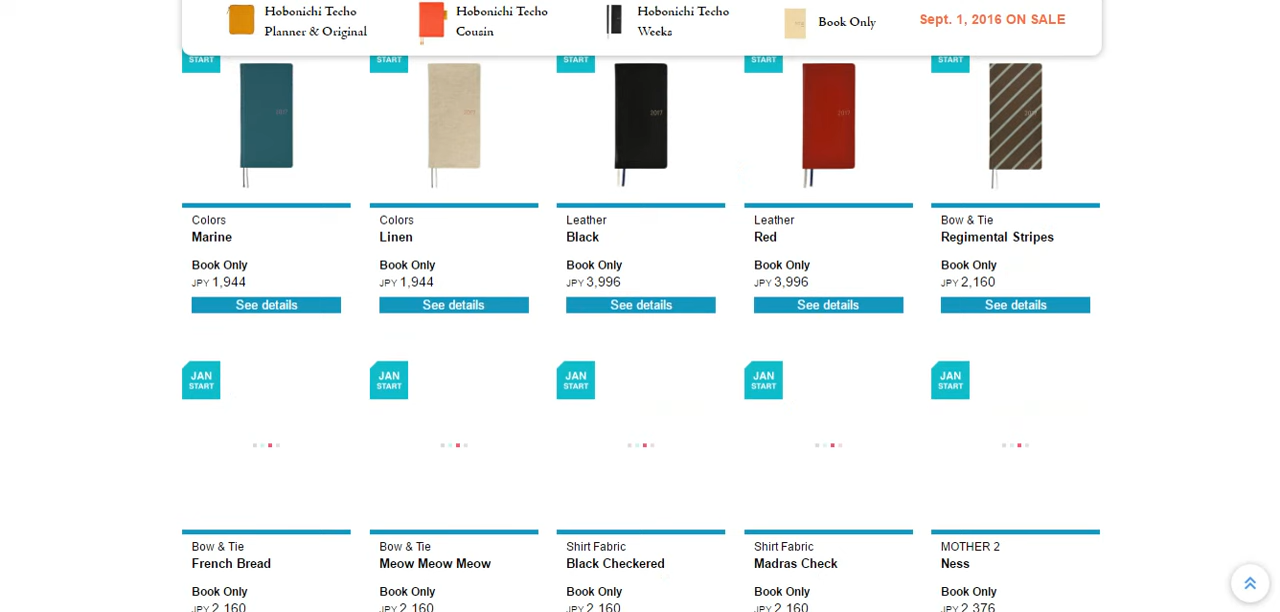 Hobonichi Techo
Planner & Original
Hobonichi Techo
Cousin
Hobonichi Techo
Weeks
Book Only
Sept. 1, 2016 ON SALE
START
START
START
START
START
2017
2017
2017
2017
2017
Colors
Marine
Book Only
JPY 1,944
See details
Colors
Linen
Book Only
JPY 1,944
See details
Leather
Black
Book Only
JPY 3,996
See details
Leather
Red
Book Only
JPY 3,996
See details
Bow & Tie
Regimental Stripes
Book Only
JPY 2,160
See details
JAN
START
JAN
START
JAN
START
JAN
START
JAN
START
Bow & Tie
French Bread
Book Only
JPY 2,160
Bow & Tie
Meow Meow Meow
Book Only
JPY 2,160
Shirt Fabric
Black Checkered
Book Only
JPY 2,160
Shirt Fabric
Madras Check
Book Only
JPY 2,160
MOTHER 2
Ness
Book Only
JPY 2,376